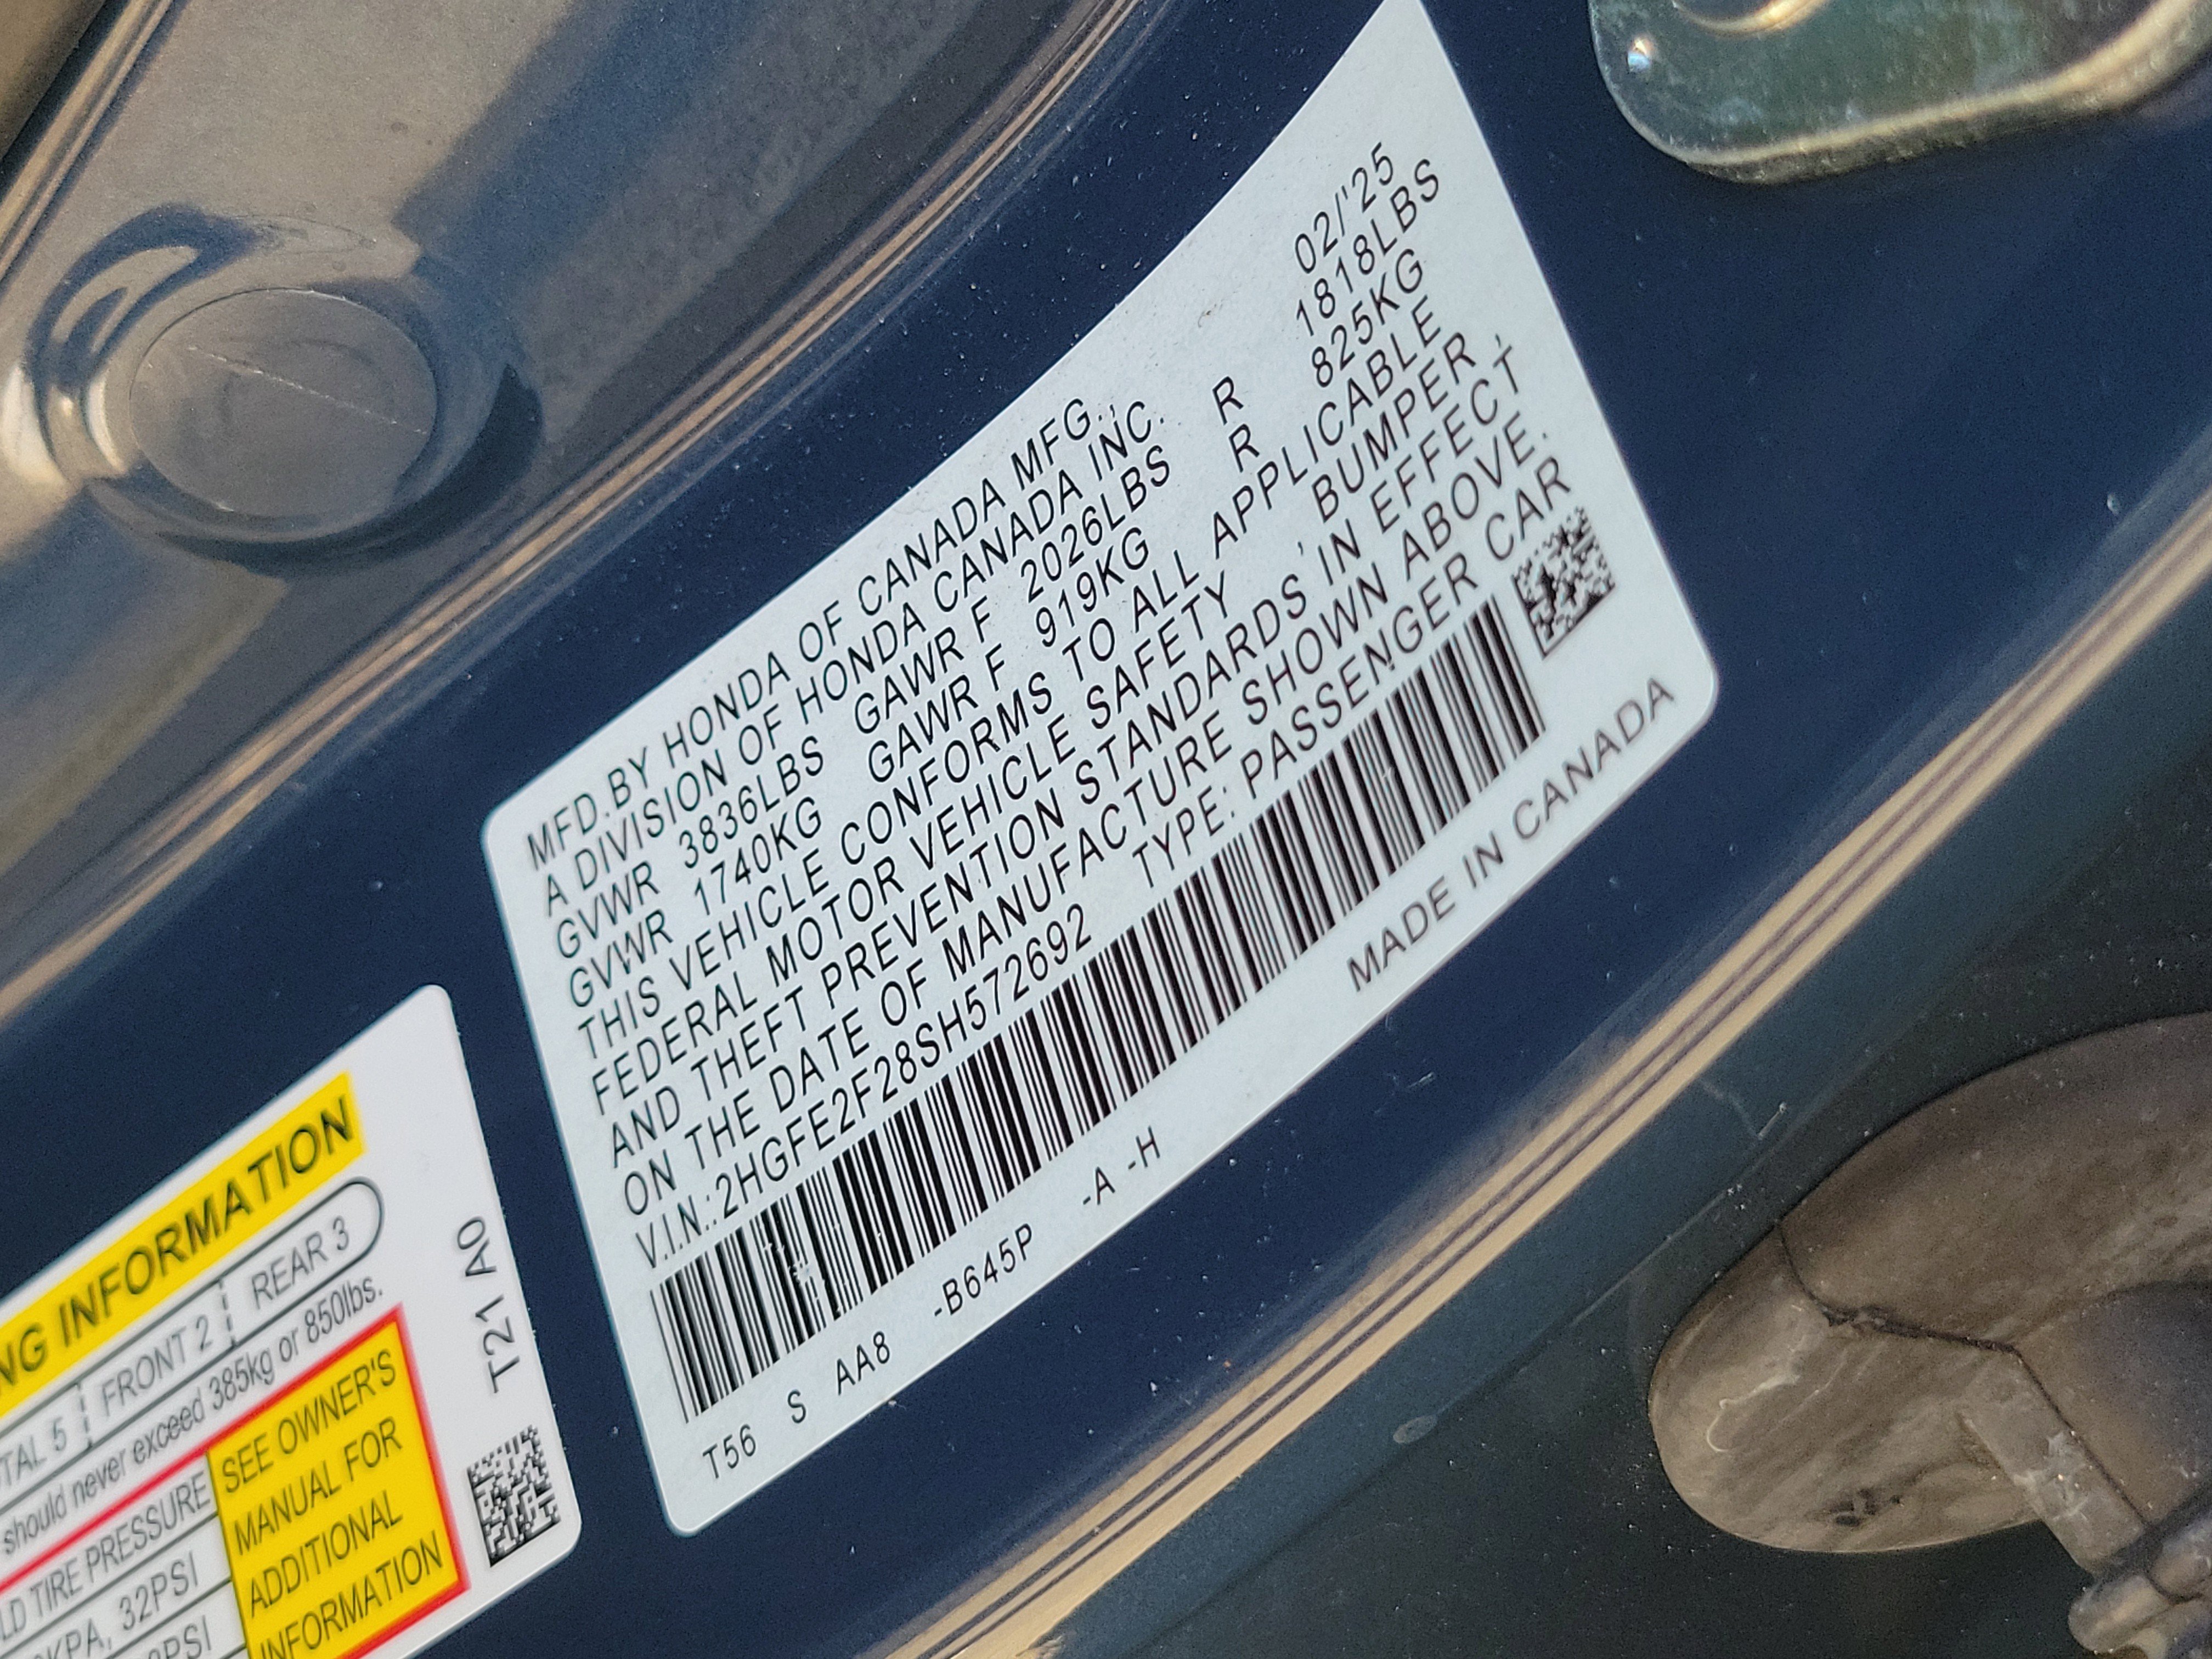 MFD.BY HONDA OF CANADA MFG.,
A DIVISION OF HONDA CANADA INC. 02/'25
GVWR 3836LBS GAWR F 2026LBS R 1818LBS
GVWR 1740KG GAWR F 919KG R 825KG
THIS VEHICLE CONFORMS TO ALL APPLICABLE
FEDERAL MOTOR VEHICLE SAFETY , BUMPER ,
AND THEFT PREVENTION STANDARDS IN EFFECT
ON THE DATE OF MANUFACTURE SHOWN ABOVE.
V.I.N.:2HGFE2F28SH572692 TYPE: PASSENGER CAR
T56 S AA8 -B645P -A -H MADE IN CANADA
NG INFORMATION
TAL 5 FRONT 2 REAR 3
should never exceed 385kg or 850lbs.
LD TIRE PRESSURE
KPA, 32PSI
PSI
SEE OWNER'S
MANUAL FOR
ADDITIONAL
INFORMATION
T21 A0